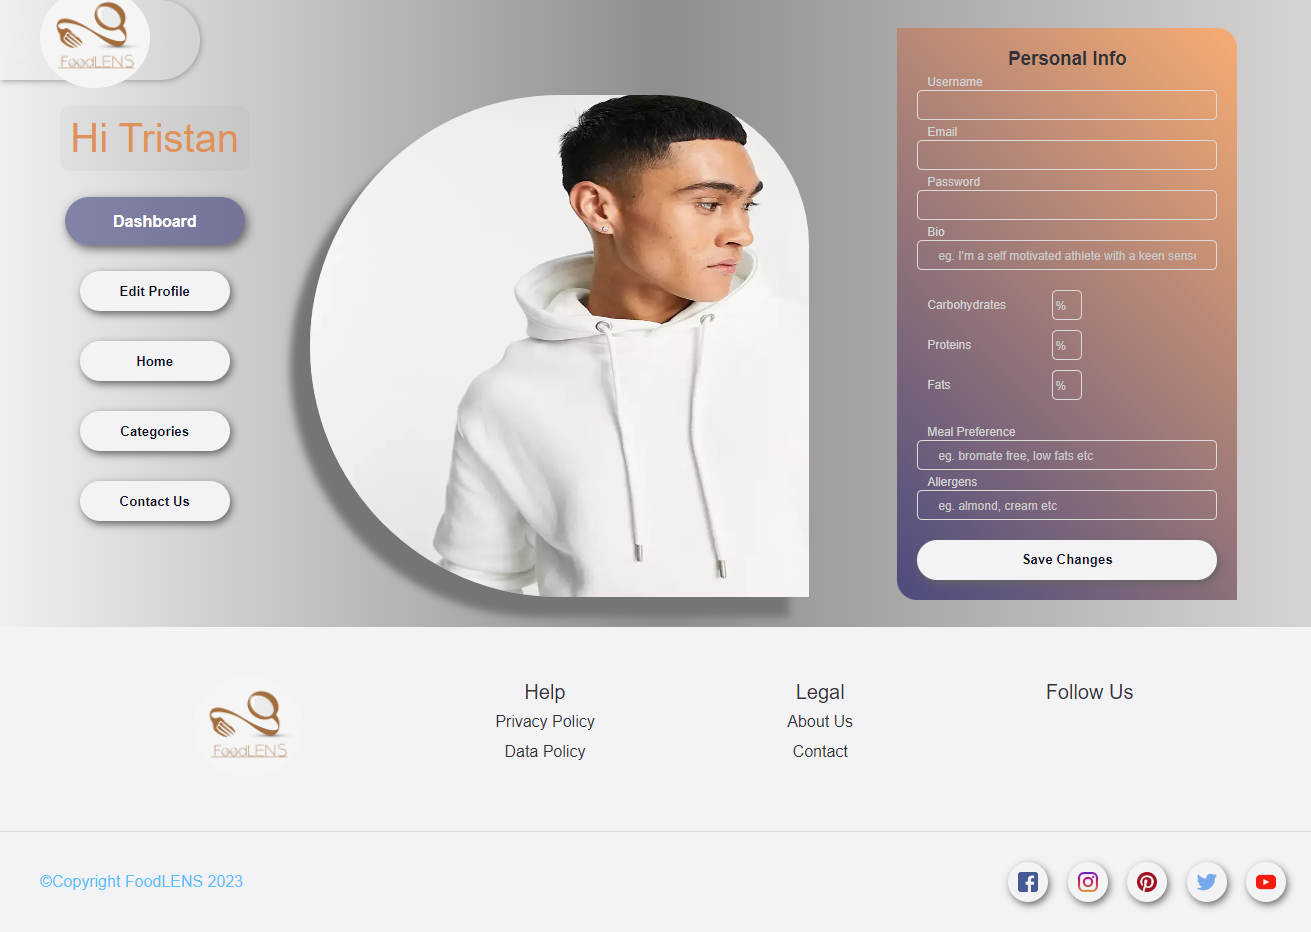 FoodLENS
Hi Tristan
Dashboard
Edit Profile
Home
Categories
Contact Us
Personal Info
Username
Email
Password
Bio
eg. I'm a self motivated athlete with a keen sens
Carbohydrates
%
Proteins
%
Fats
%
Meal Preference
eg. bromate free, low fats etc
Allergens
eg. almond, cream etc
Save Changes
FoodLENS
Help
Privacy Policy
Data Policy
Legal
About Us
Contact
Follow Us
©Copyright FoodLENS 2023